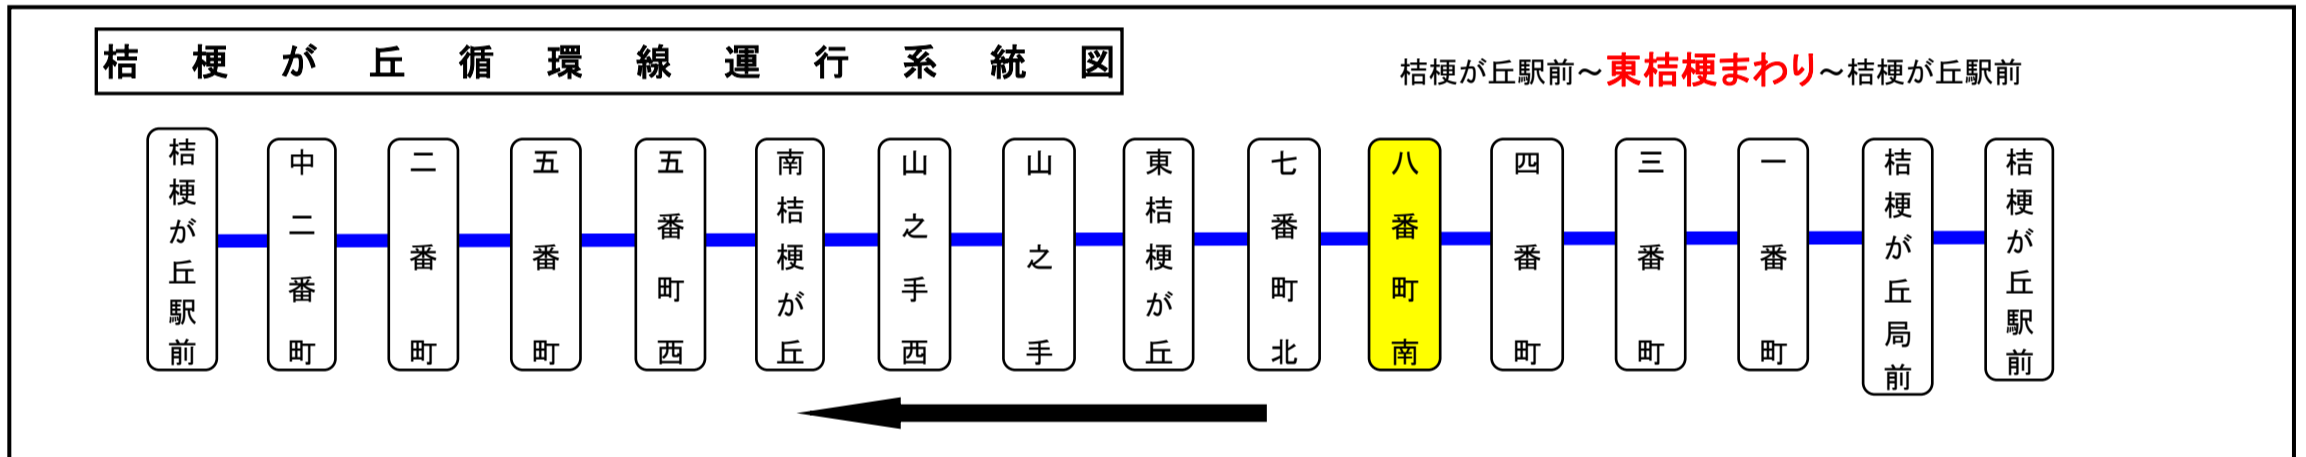 桔梗が丘循環線運行系統図
桔梗が丘駅前～東桔梗まわり～桔梗が丘駅前
桔梗が丘駅前
中二番町
二番町
五番町
五番町西
南桔梗が丘
山之手西
山之手
東桔梗が丘
七番町北
八番町南
四番町
三番町
一番町
桔梗が丘局前
桔梗が丘駅前